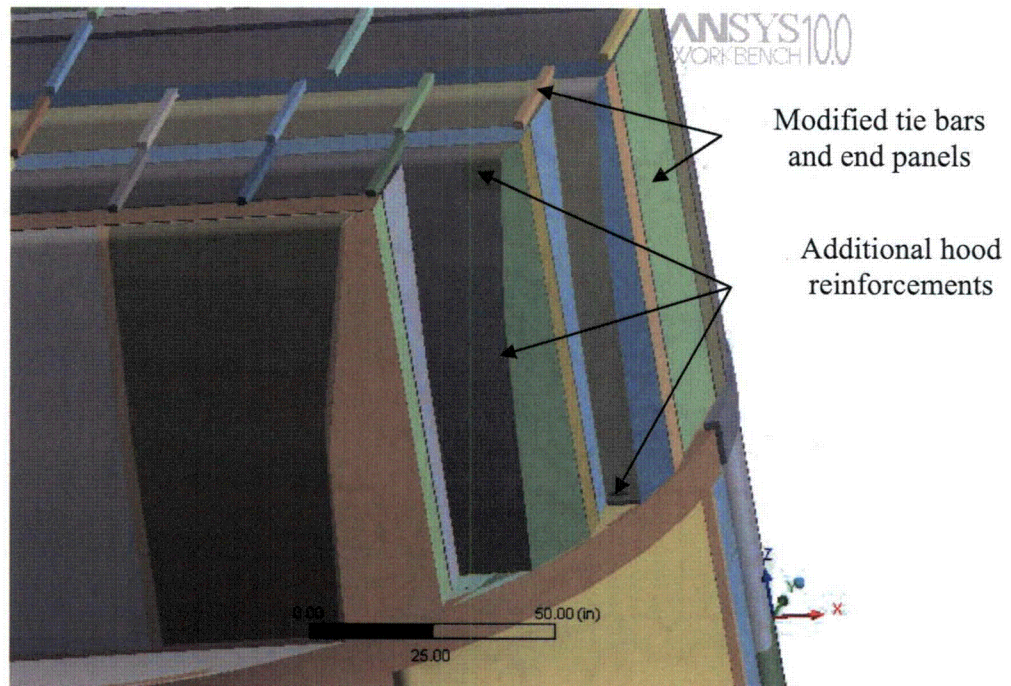 ANSYS
WORKBENCH 10.0
Modified tie bars
and end panels
Additional hood
reinforcements
0.00
50.00 (in)
25.00
Z
Y
X